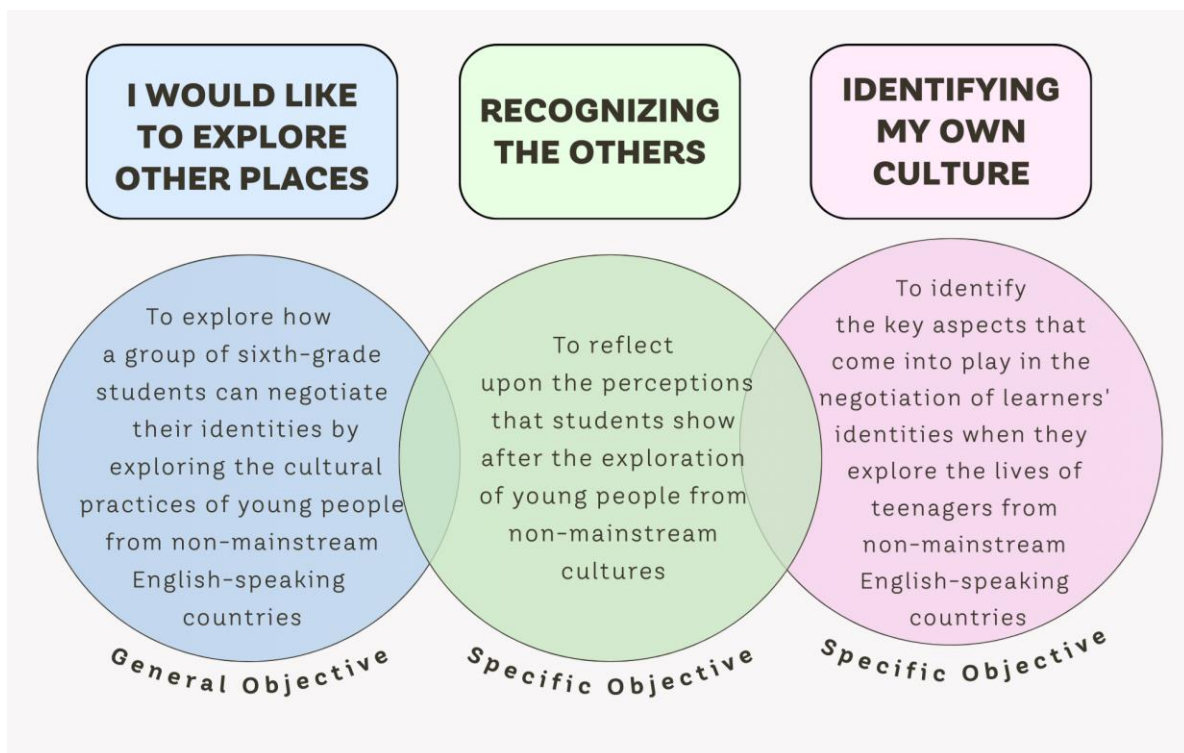 I WOULD LIKE
TO EXPLORE
OTHER PLACES
RECOGNIZING
THE OTHERS
IDENTIFYING
MY OWN
CULTURE
To explore how
a group of sixth-grade
students can negotiate
their identities by
exploring the cultural
practices of young people
from non-mainstream
English-speaking
countries
General Objective
To reflect
upon the perceptions
that students show
after the exploration
of young people from
non-mainstream
cultures
Specific Objective
To identify
the key aspects that
come into play in the
negotiation of learners'
identities when they
explore the lives of
teenagers from
non-mainstream
English-speaking
countries
Specific Objective